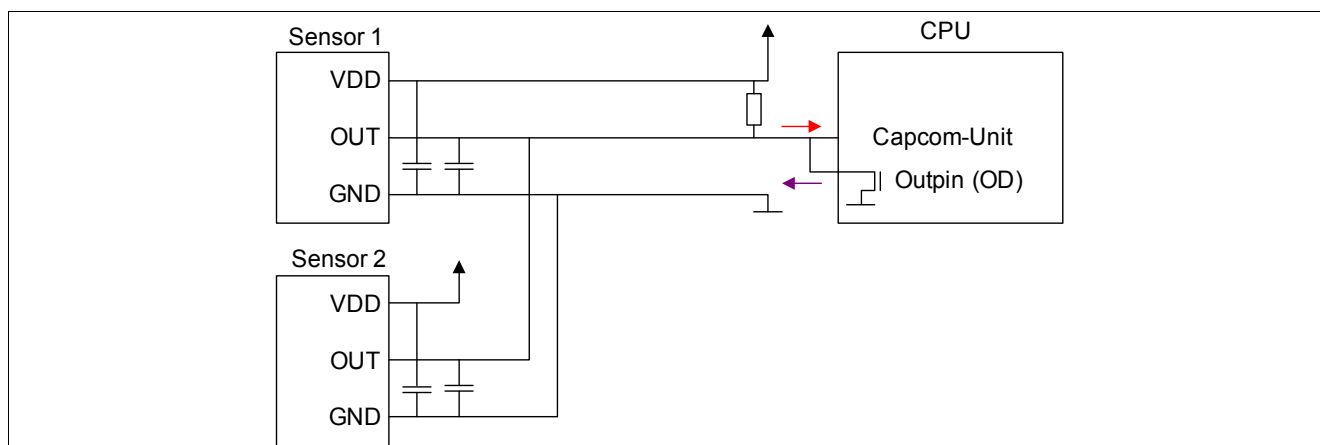 Sensor 1
VDD
OUT
GND
CPU
Capcom-Unit
Outpin (OD)
Sensor 2
VDD
OUT
GND